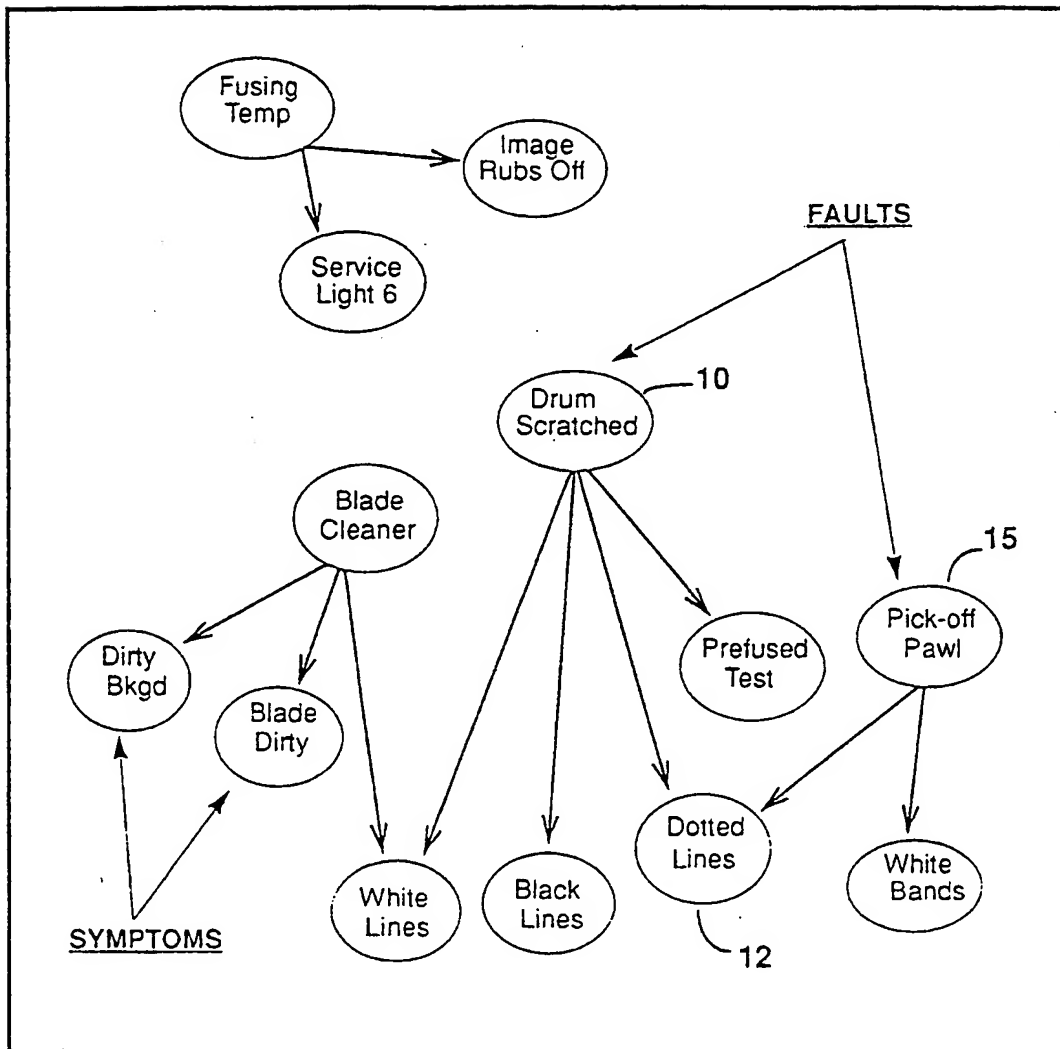 Fusing
Temp
Image
Rubs Off
Service
Light 6
FAULTS
Drum
Scratched
10
Blade
Cleaner
15
Pick-off
Pawl
Prefused
Test
Dirty
Bkgd
Blade
Dirty
Dotted
Lines
White
Bands
White
Lines
Black
Lines
SYMPTOMS
12